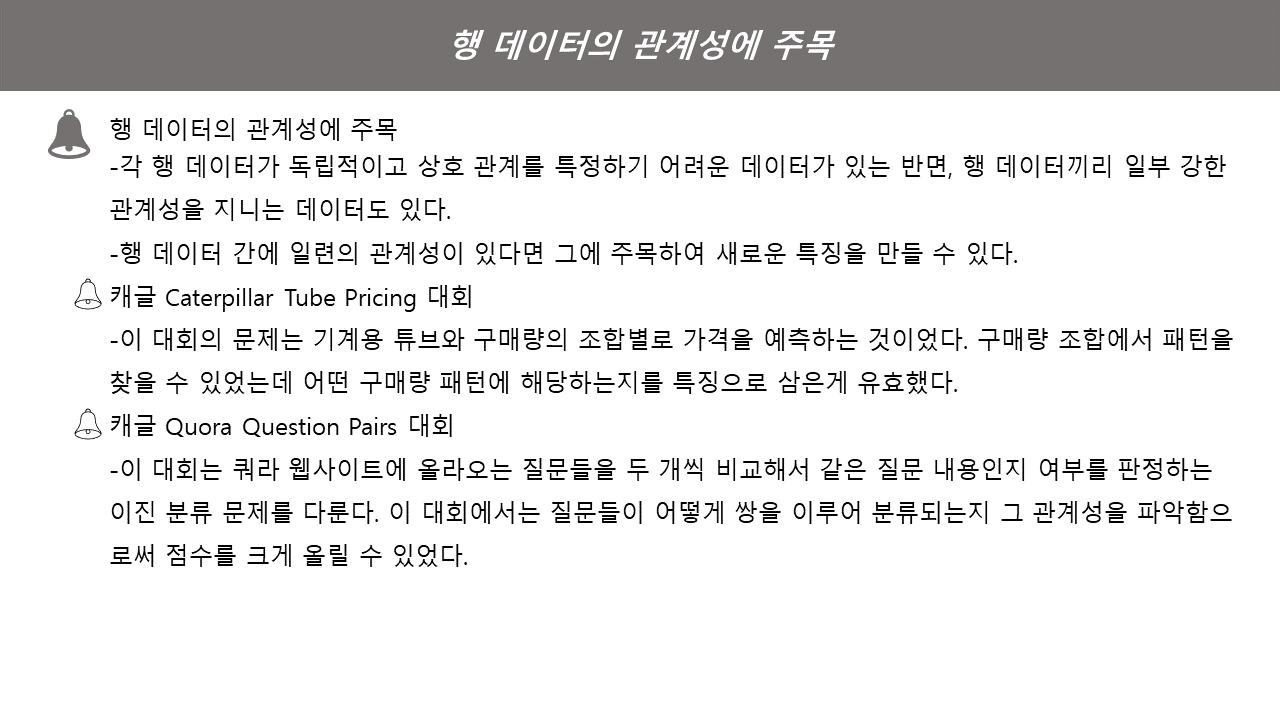 행 데이터의 관계성에 주목
행 데이터의 관계성에 주목
-각 행 데이터가 독립적이고 상호 관계를 특정하기 어려운 데이터가 있는 반면, 행 데이터끼리 일부 강한
관계성을 지니는 데이터도 있다.
-행 데이터 간에 일련의 관계성이 있다면 그에 주목하여 새로운 특징을 만들 수 있다.
캐글 Caterpillar Tube Pricing 대회
-이 대회의 문제는 기계용 튜브와 구매량의 조합별로 가격을 예측하는 것이었다. 구매량 조합에서 패턴을
찾을 수 있었는데 어떤 구매량 패턴에 해당하는지를 특징으로 삼은게 유효했다.
캐글 Quora Question Pairs 대회
-이 대회는 쿼라 웹사이트에 올라오는 질문들을 두 개씩 비교해서 같은 질문 내용인지 여부를 판정하는
이진 분류 문제를 다룬다. 이 대회에서는 질문들이 어떻게 쌍을 이루어 분류되는지 그 관계성을 파악함으
로써 점수를 크게 올릴 수 있었다.